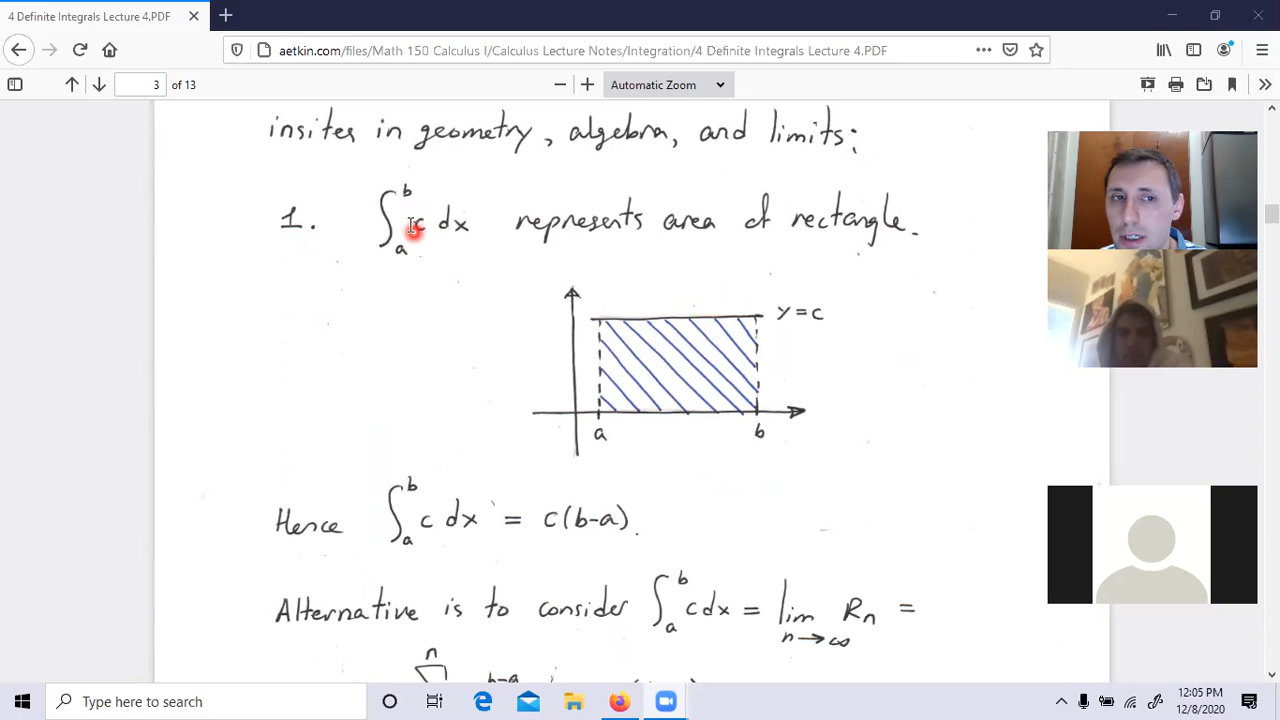 4 Definite Integrals Lecture 4.PDF
aetkin.com/files/Math 150 Calculus I/Calculus Lecture Notes/Integration/4 Definite Integrals Lecture 4.PDF
3 of 13
Automatic Zoom
insites in geometry, algebra, and limits:
1. ∫_a^b c dx represents area of rectangle.
y = c
a b
Hence ∫_a^b c dx = c(b-a).
Alternative is to consider ∫_a^b c dx = lim_{n→∞} R_n =
n
b-a
Type here to search
12:05 PM
12/8/2020